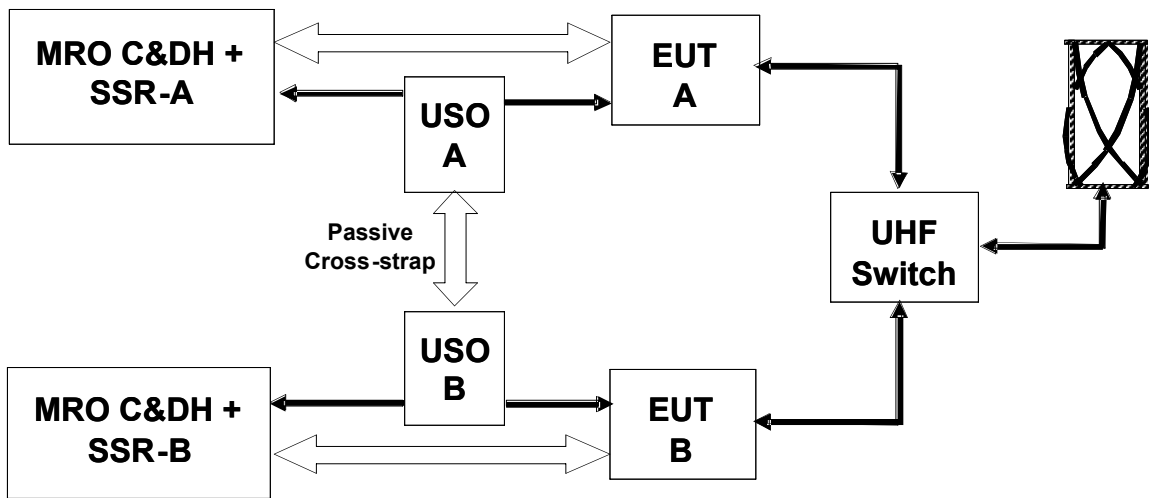 MRO C&DH +
SSR-A
USO
A
EUT
A
Passive
Cross-strap
UHF
Switch
USO
B
MRO C&DH +
SSR-B
EUT
B